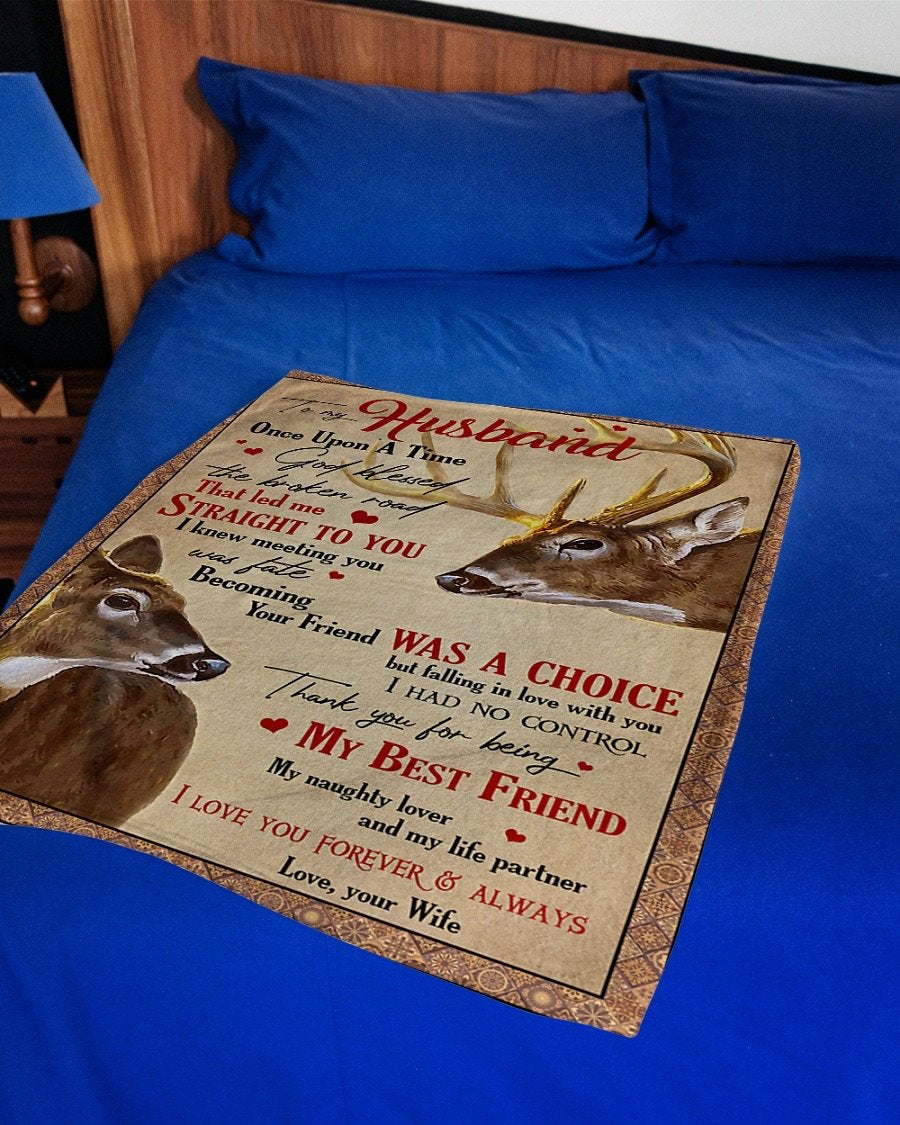 To my Husband
Once Upon A Time
God blessed
the broken road
That led me
STRAIGHT TO YOU
I knew meeting you
was fate
Becoming
Your Friend WAS A CHOICE
but falling in love with you
I HAD NO CONTROL
Thank you for being
MY BEST FRIEND
My naughty lover
and my life partner
I LOVE YOU FOREVER & ALWAYS
Love, your Wife